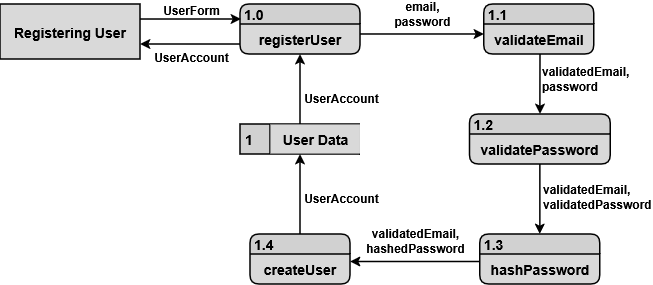 UserForm
Registering User
UserAccount
1.0
registerUser
email,
password
1.1
validateEmail
validatedEmail,
password
UserAccount
1
User Data
1.2
validatePassword
UserAccount
validatedEmail,
validatedPassword
1.4
createUser
validatedEmail,
hashedPassword
1.3
hashPassword